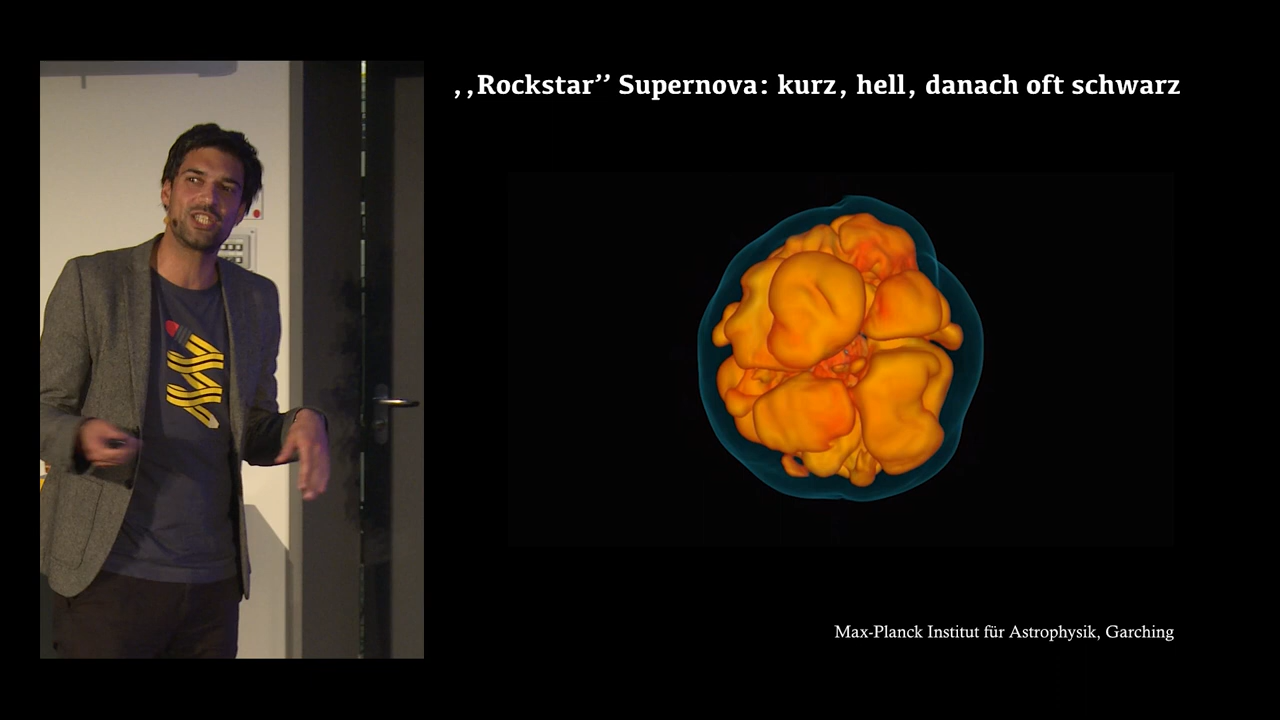 ,,Rockstar’’ Supernova: kurz, hell, danach oft schwarz
Max-Planck Institut für Astrophysik, Garching